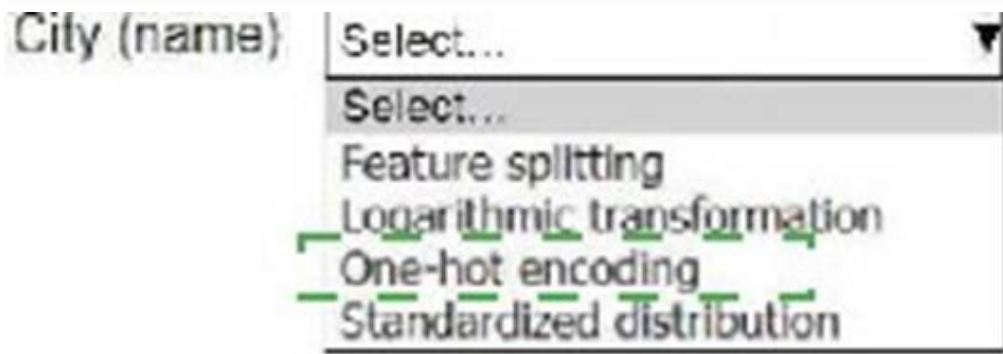 City (name) Select...
Select...
Feature splitting
Logarithmic transformation
One-hot encoding
Standardized distribution